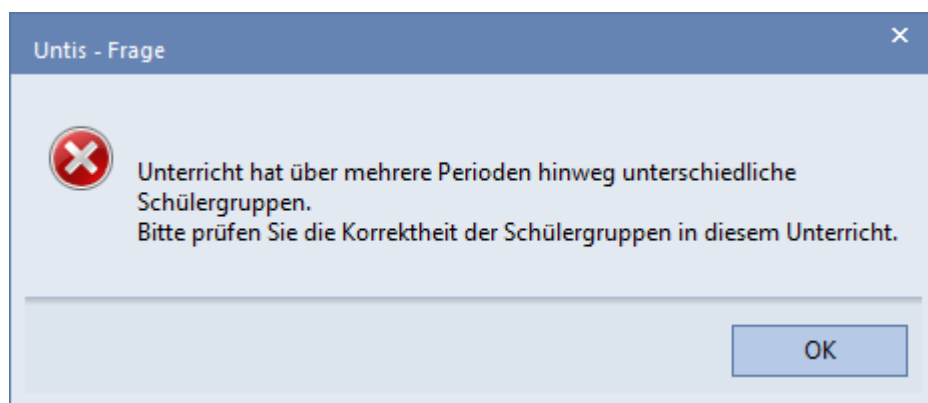 Untis - Frage
Unterricht hat über mehrere Perioden hinweg unterschiedliche
Schülergruppen.
Bitte prüfen Sie die Korrektheit der Schülergruppen in diesem Unterricht.
OK